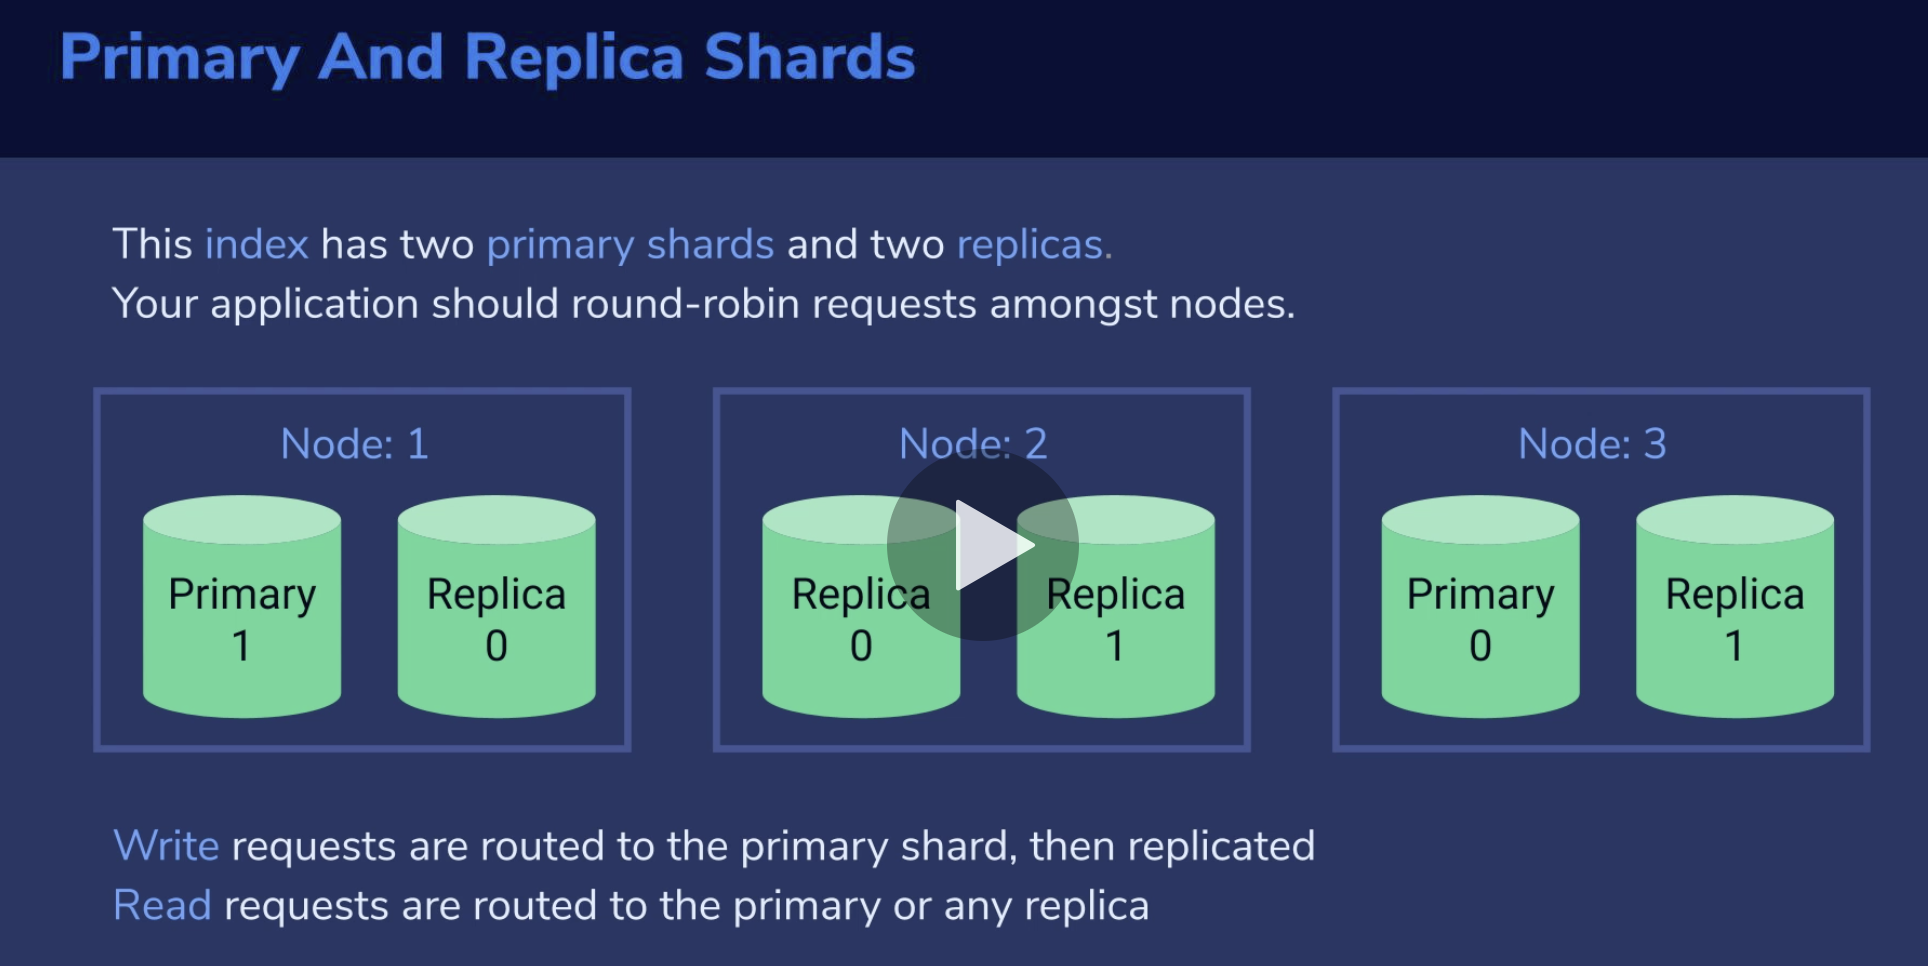 Primary And Replica Shards
This index has two primary shards and two replicas.
Your application should round-robin requests amongst nodes.
Node: 1
Primary
1
Replica
0
Node: 2
Replica
0
Replica
1
Node: 3
Primary
0
Replica
1
Write requests are routed to the primary shard, then replicated
Read requests are routed to the primary or any replica